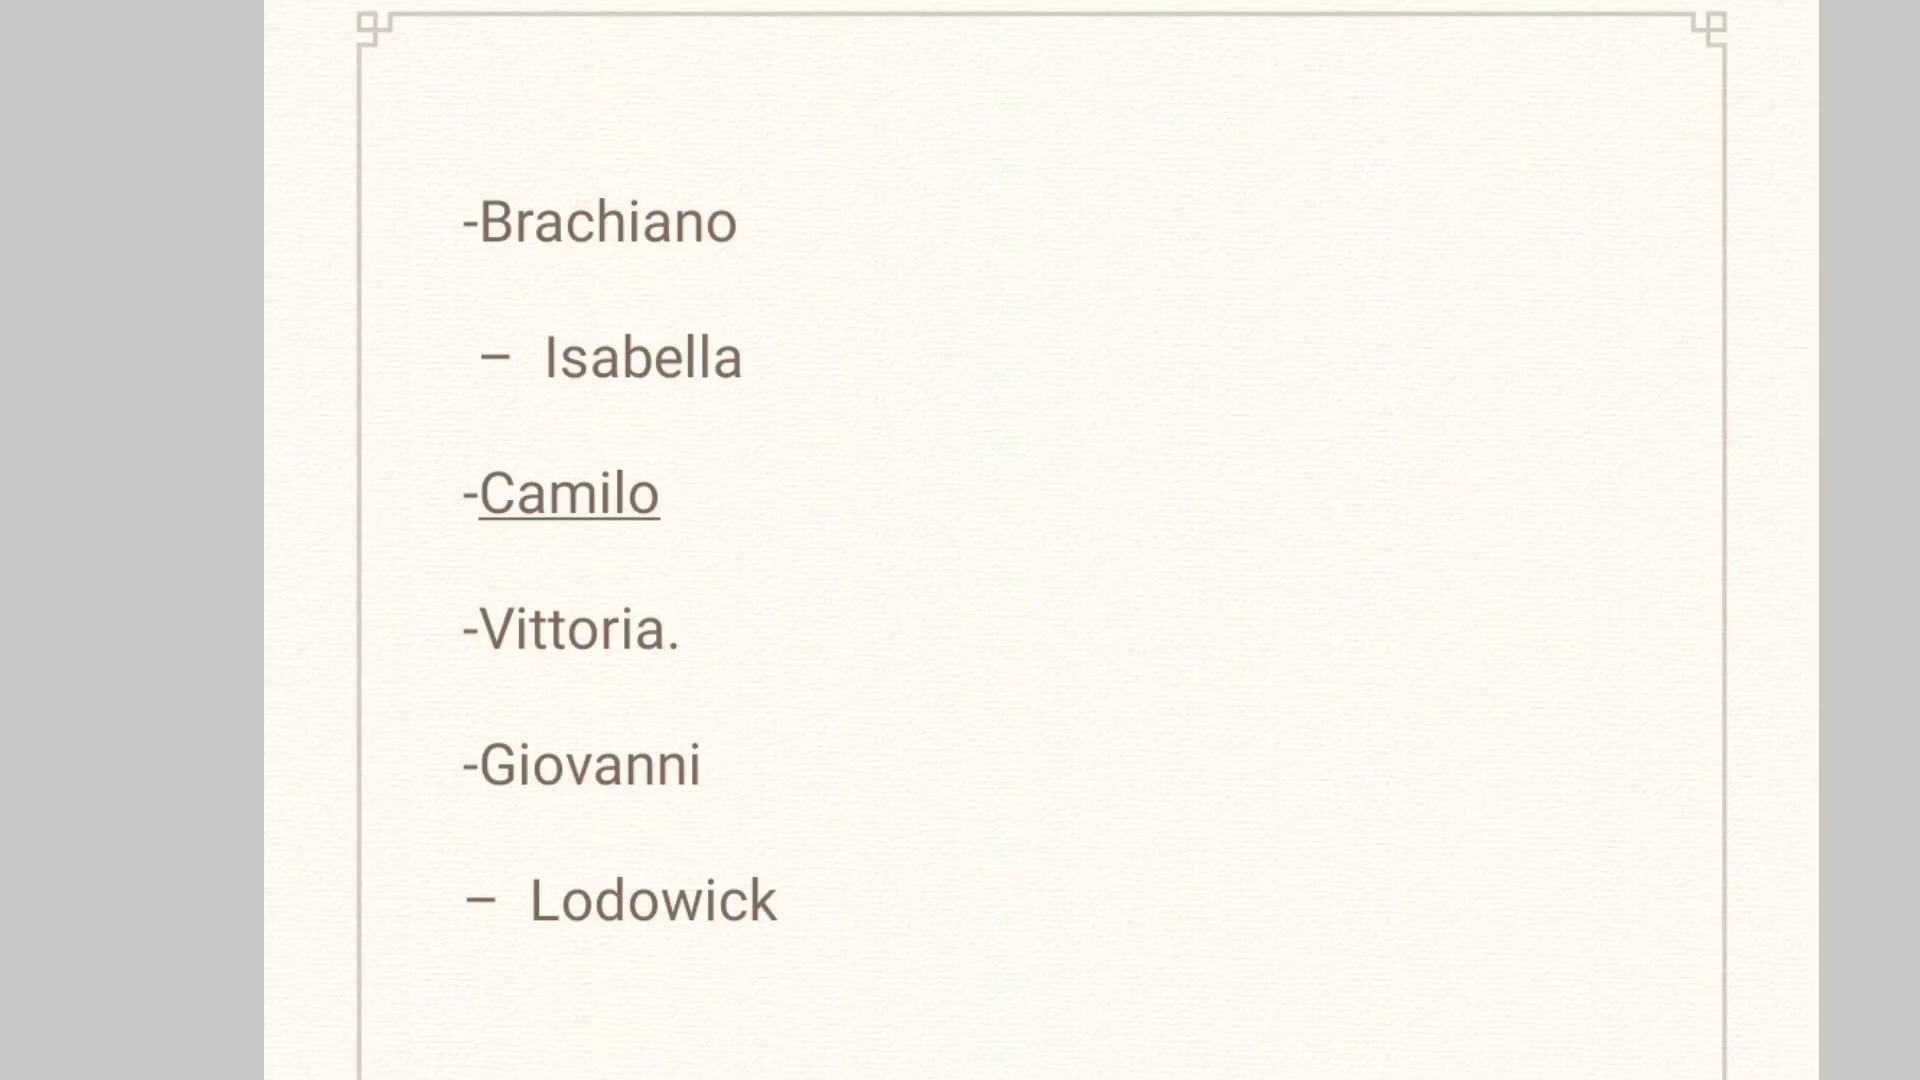 -Brachiano
– Isabella
-Camilo
-Vittoria.
-Giovanni
– Lodowick